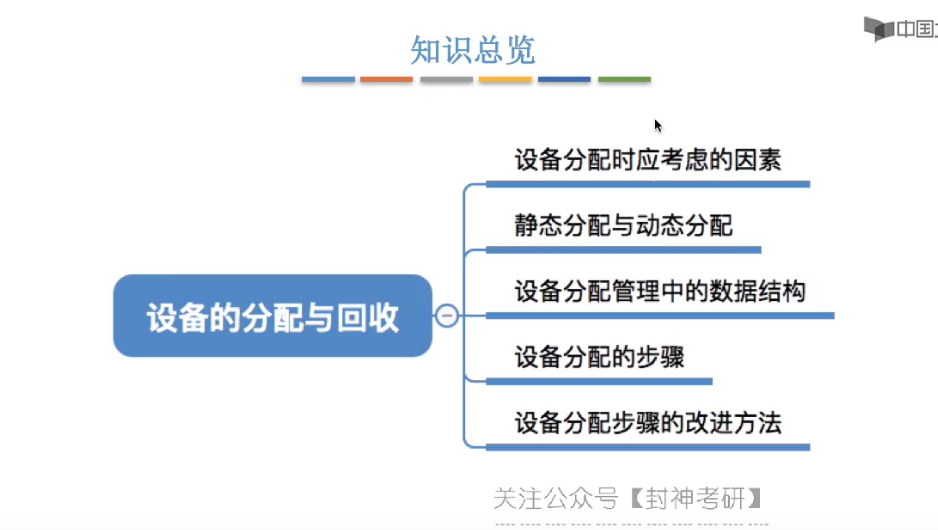 知识总览
中国
设备分配时应考虑的因素
静态分配与动态分配
设备分配管理中的数据结构
设备的分配与回收
设备分配的步骤
设备分配步骤的改进方法
关注公众号【封神考研】